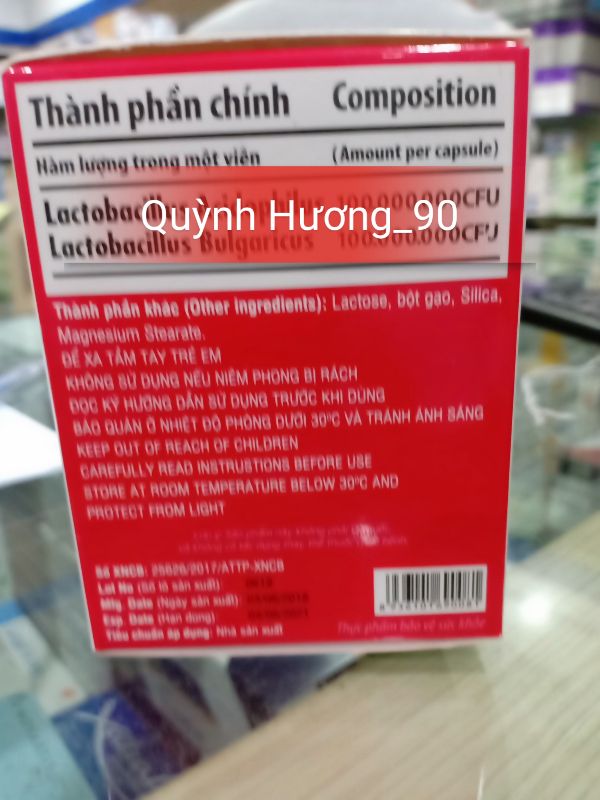 Thành phần chính Composition
Hàm lượng trong một viên (Amount per capsule)
Lactobacillus Acidophilus 100.000.000CFU
Quỳnh Hương_90
Lactobacillus Bulgaricus 100.000.000CFU
Thành phần khác (Other ingredients): Lactose, bột gạo, Silica,
Magnesium Stearate.
ĐỂ XA TẦM TAY TRẺ EM
KHÔNG SỬ DỤNG NẾU NIÊM PHONG BỊ RÁCH
ĐỌC KỸ HƯỚNG DẪN SỬ DỤNG TRƯỚC KHI DÙNG
BẢO QUẢN Ở NHIỆT ĐỘ PHÒNG DƯỚI 30°C VÀ TRÁNH ÁNH SÁNG
KEEP OUT OF REACH OF CHILDREN
CAREFULLY READ INSTRUSTIONS BEFORE USE
STORE AT ROOM TEMPERATURE BELOW 30°C AND
PROTECT FROM LIGHT
Số XNCB: 25626/2017/ATTP-XNCB
Lot No (Số lô sản xuất)
Mfg. Date (Ngày sản xuất)
Exp. Date (Hạn dùng)
Tiêu chuẩn áp dụng: Nhà sản xuất
Thực phẩm bảo vệ sức khỏe